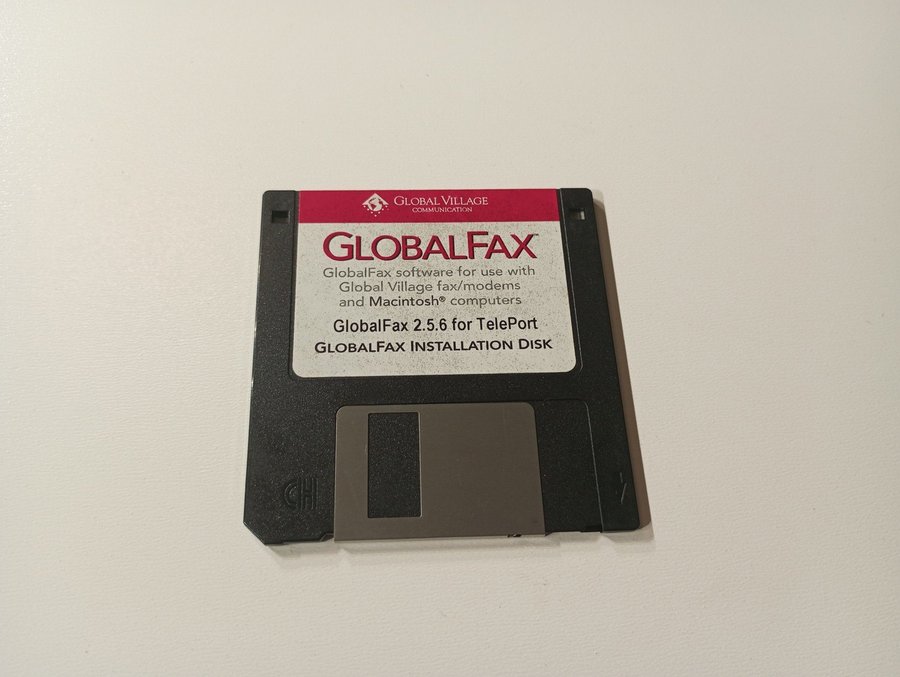 GLOBAL VILLAGE
COMMUNICATION
GLOBALFAX™
GlobalFax software for use with
Global Village fax/modems
and Macintosh® computers
GlobalFax 2.5.6 for TelePort
GLOBALFAX INSTALLATION DISK